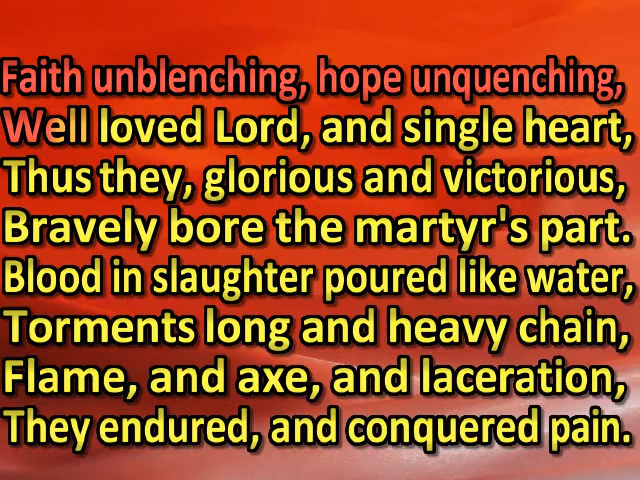 Faith unblenching, hope unquenching,
Well loved Lord, and single heart,
Thus they, glorious and victorious,
Bravely bore the martyr's part.
Blood in slaughter poured like water,
Torments long and heavy chain,
Flame, and axe, and laceration,
They endured, and conquered pain.